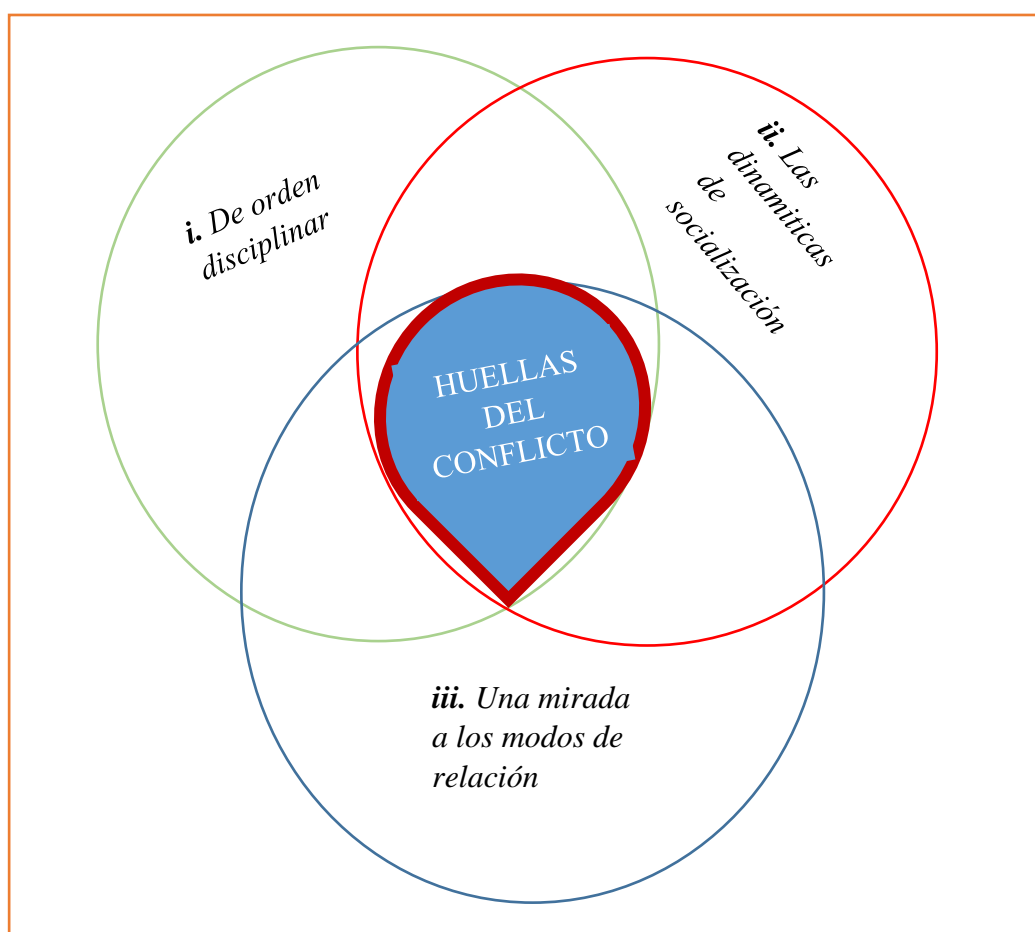 i. De orden
disciplinar
ii. Las
dinamiticas
de
socialización
HUELLAS
DEL
CONFLICTO
iii. Una mirada
a los modos de
relación